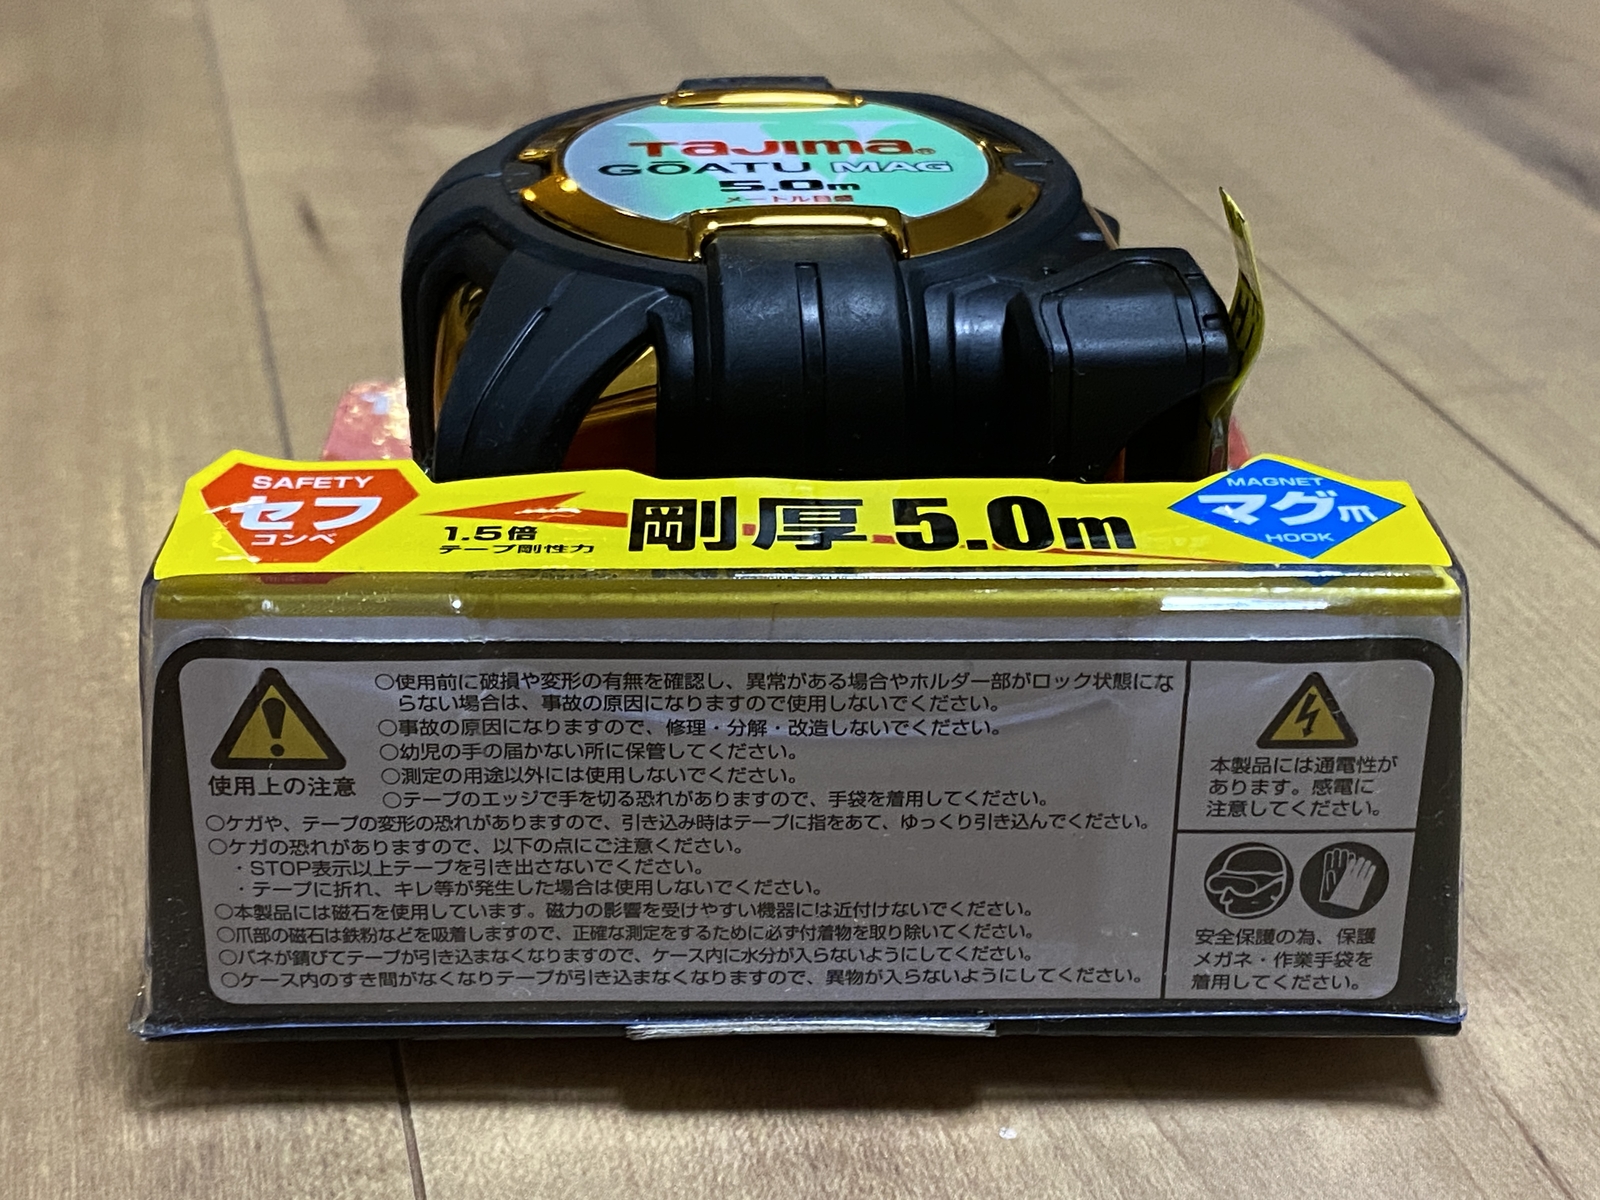 Tajima®
GŌATU MAG
5.0m
メートル目盛
SAFETY
セフ
コンベ
1.5倍
テープ剛性力
剛厚5.0m
MAGNET
マグ爪
HOOK
使用上の注意
○使用前に破損や変形の有無を確認し、異常がある場合やホルダー部がロック状態にな
らない場合は、事故の原因になりますので使用しないでください。
○事故の原因になりますので、修理・分解・改造しないでください。
○幼児の手の届かない所に保管してください。
○測定の用途以外には使用しないでください。
○テープのエッジで手を切る恐れがありますので、手袋を着用してください。
○ケガや、テープの変形の恐れがありますので、引き込み時はテープに指をあて、ゆっくり引き込んでください。
○ケガの恐れがありますので、以下の点にご注意ください。
・STOP表示以上テープを引き出さないでください。
・テープに折れ、キレ等が発生した場合は使用しないでください。
○本製品には磁石を使用しています。磁力の影響を受けやすい機器には近付けないでください。
○爪部の磁石は鉄粉などを吸着しますので、正確な測定をするために必ず付着物を取り除いてください。
○バネが錆びてテープが引き込まなくなりますので、ケース内に水分が入らないようにしてください。
○ケース内のすき間がなくなりテープが引き込まなくなりますので、異物が入らないようにしてください。
本製品には通電性が
あります。感電に
注意してください。
安全保護の為、保護
メガネ・作業手袋を
着用してください。